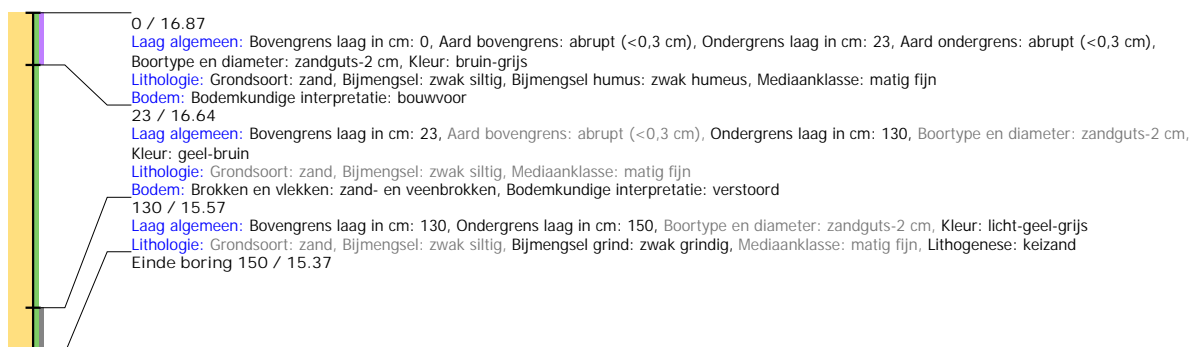 0 / 16.87
Laag algemeen: Bovengrens laag in cm: 0, Aard bovengrens: abrupt (<0,3 cm), Ondergrens laag in cm: 23, Aard ondergrens: abrupt (<0,3 cm),
Boortype en diameter: zandguts-2 cm, Kleur: bruin-grijs
Lithologie: Grondsoort: zand, Bijmengsel: zwak siltig, Bijmengsel humus: zwak humeus, Mediaanklasse: matig fijn
Bodem: Bodemkundige interpretatie: bouwvoor
23 / 16.64
Laag algemeen: Bovengrens laag in cm: 23, Aard bovengrens: abrupt (<0,3 cm), Ondergrens laag in cm: 130, Boortype en diameter: zandguts-2 cm,
Kleur: geel-bruin
Lithologie: Grondsoort: zand, Bijmengsel: zwak siltig, Mediaanklasse: matig fijn
Bodem: Brokken en vlekken: zand- en veenbrokken, Bodemkundige interpretatie: verstoord
130 / 15.57
Laag algemeen: Bovengrens laag in cm: 130, Ondergrens laag in cm: 150, Boortype en diameter: zandguts-2 cm, Kleur: licht-geel-grijs
Lithologie: Grondsoort: zand, Bijmengsel: zwak siltig, Bijmengsel grind: zwak grindig, Mediaanklasse: matig fijn, Lithogenese: keizand
Einde boring 150 / 15.37